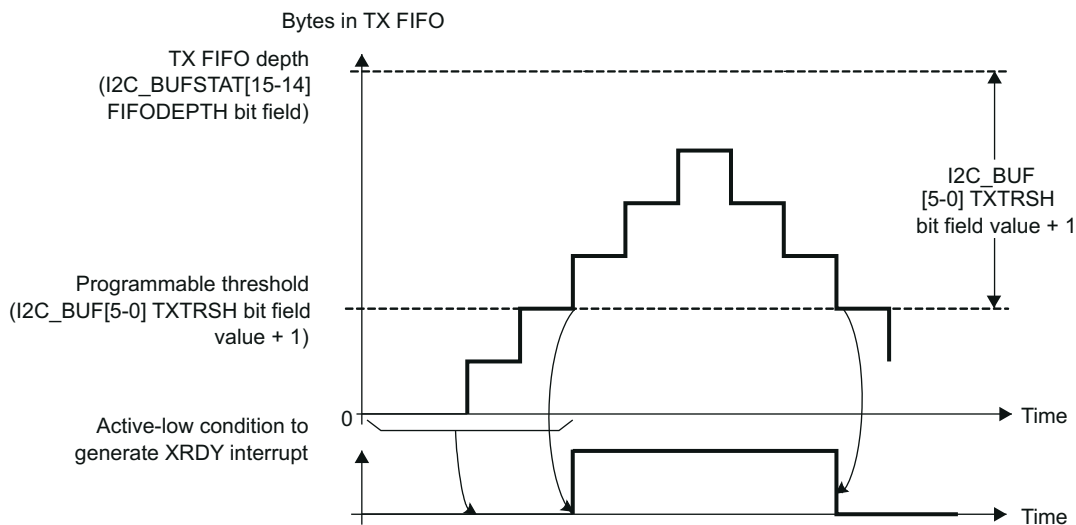 Bytes in TX FIFO
TX FIFO depth
(I2C_BUFSTAT[15-14]
FIFODEPTH bit field)
I2C_BUF
[5-0] TXTRSH
bit field value + 1
Programmable threshold
(I2C_BUF[5-0] TXTRSH bit field
value + 1)
0
Time
Active-low condition to
generate XRDY interrupt
Time